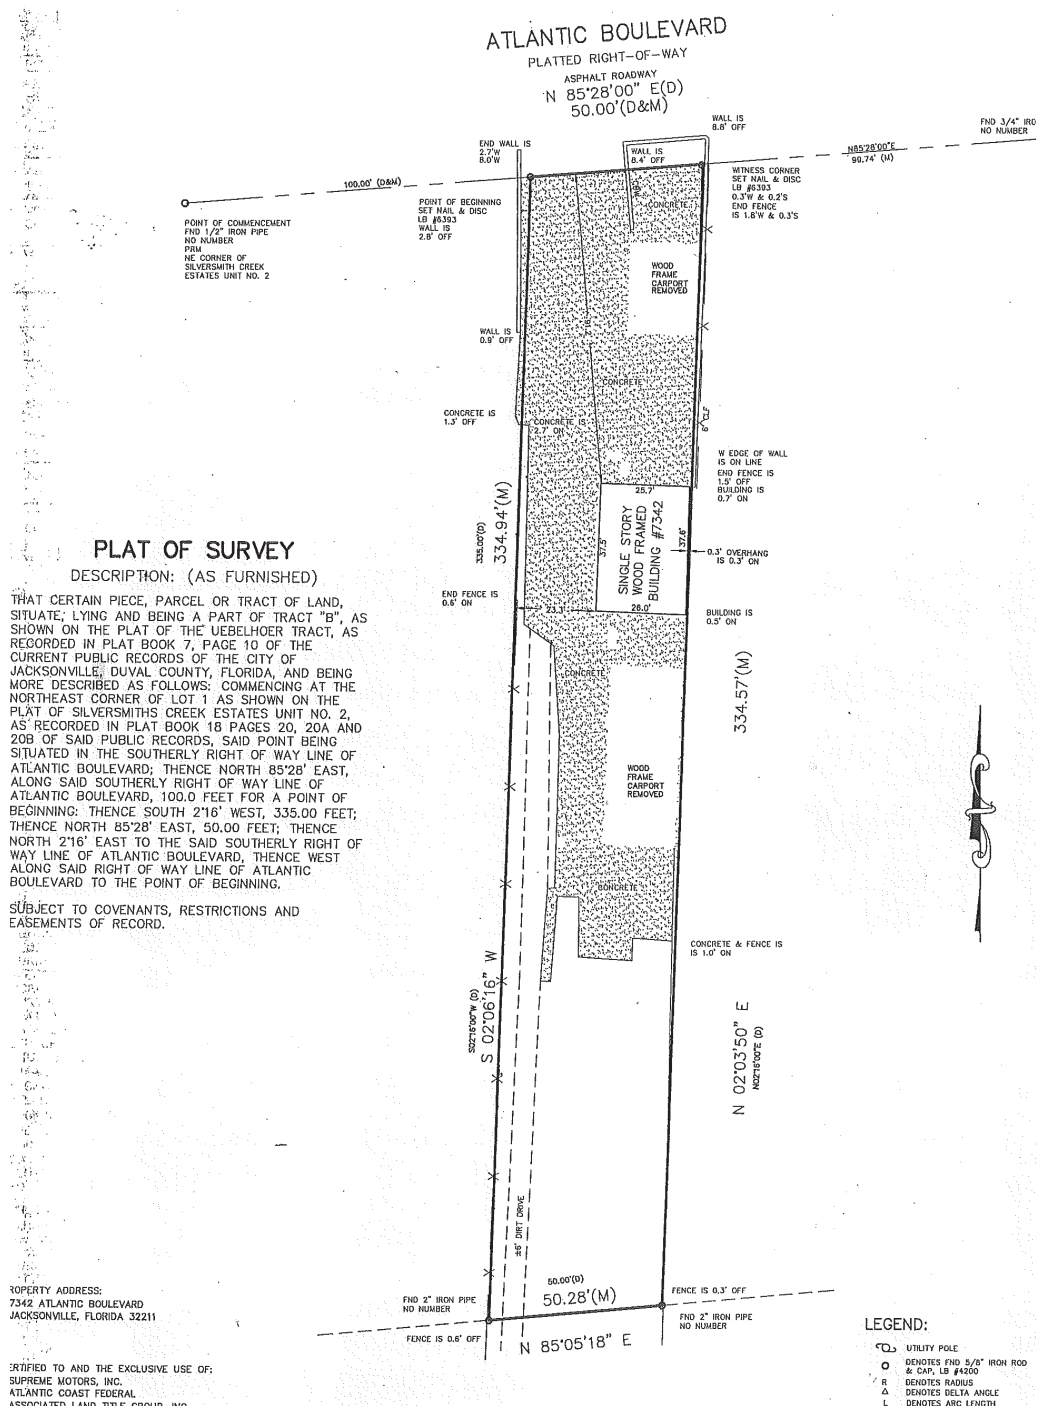 ATLANTIC BOULEVARD
PLATTED RIGHT-OF-WAY
ASPHALT ROADWAY
N 85°28'00" E(D)
50.00'(D&M)
WALL IS
8.8' OFF
FND 3/4" IRO
NO NUMBER
END WALL IS
2.7'W
8.0'W
WALL IS
8.4' OFF
N85°28'00"E
99.74' (M)
100.00' (D&M)
WITNESS CORNER
SET NAIL & DISC
LB #6393
0.3'W & 0.2'S
END FENCE
IS 1.8'W & 0.3'S
POINT OF BEGINNING
SET NAIL & DISC
LB #6393
WALL IS
2.8' OFF
CONCRETE
POINT OF COMMENCEMENT
FND 1/2" IRON PIPE
NO NUMBER
PRM
NE CORNER OF
SILVERSMITH CREEK
ESTATES UNIT NO. 2
WOOD
FRAME
CARPORT
REMOVED
WALL IS
0.9' OFF
CONCRETE
CONCRETE IS
1.3' OFF
CONCRETE IS
2.7' ON
6' CLF
W EDGE OF WALL
IS ON LINE
END FENCE IS
1.5' OFF
BUILDING IS
0.7' ON
25.7'
SINGLE STORY
WOOD FRAMED
BUILDING #7342
37.5'
37.6'
26.0'
0.3' OVERHANG
IS 0.3' ON
335.00'(D)
334.94'(M)
END FENCE IS
0.6' ON
23.3'
BUILDING IS
0.5' ON
PLAT OF SURVEY
DESCRIPTION: (AS FURNISHED)
THAT CERTAIN PIECE, PARCEL OR TRACT OF LAND,
SITUATE, LYING AND BEING A PART OF TRACT "B", AS
SHOWN ON THE PLAT OF THE UEBELHOER TRACT, AS
RECORDED IN PLAT BOOK 7, PAGE 10 OF THE
CURRENT PUBLIC RECORDS OF THE CITY OF
JACKSONVILLE, DUVAL COUNTY, FLORIDA, AND BEING
MORE DESCRIBED AS FOLLOWS: COMMENCING AT THE
NORTHEAST CORNER OF LOT 1 AS SHOWN ON THE
PLAT OF SILVERSMITHS CREEK ESTATES UNIT NO. 2,
AS RECORDED IN PLAT BOOK 18 PAGES 20, 20A AND
20B OF SAID PUBLIC RECORDS, SAID POINT BEING
SITUATED IN THE SOUTHERLY RIGHT OF WAY LINE OF
ATLANTIC BOULEVARD; THENCE NORTH 85°28' EAST,
ALONG SAID SOUTHERLY RIGHT OF WAY LINE OF
ATLANTIC BOULEVARD, 100.0 FEET FOR A POINT OF
BEGINNING: THENCE SOUTH 2°16' WEST, 335.00 FEET;
THENCE NORTH 85°28' EAST, 50.00 FEET; THENCE
NORTH 2°16' EAST TO THE SAID SOUTHERLY RIGHT OF
WAY LINE OF ATLANTIC BOULEVARD, THENCE WEST
ALONG SAID RIGHT OF WAY LINE OF ATLANTIC
BOULEVARD TO THE POINT OF BEGINNING.
SUBJECT TO COVENANTS, RESTRICTIONS AND
EASEMENTS OF RECORD.
CONCRETE
334.57'(M)
WOOD
FRAME
CARPORT
REMOVED
CONCRETE
CONCRETE & FENCE IS
IS 1.0' ON
S02°16'00"W (D)
S 02°06'16" W
N 02°03'50" E
N02°16'00"E (D)
±6' DIRT DRIVE
50.00'(D)
50.28'(M)
FND 2" IRON PIPE
NO NUMBER
FENCE IS 0.3' OFF
FND 2" IRON PIPE
NO NUMBER
FENCE IS 0.6' OFF
N 85°05'18" E
ROPERTY ADDRESS:
7342 ATLANTIC BOULEVARD
JACKSONVILLE, FLORIDA 32211
ERTIFIED TO AND THE EXCLUSIVE USE OF:
SUPREME MOTORS, INC.
ATLANTIC COAST FEDERAL
ASSOCIATED LAND TITLE GROUP, INC.
LEGEND:
UTILITY POLE
DENOTES FND 5/8" IRON ROD
& CAP, LB #4200
R DENOTES RADIUS
Δ DENOTES DELTA ANGLE
L DENOTES ARC LENGTH